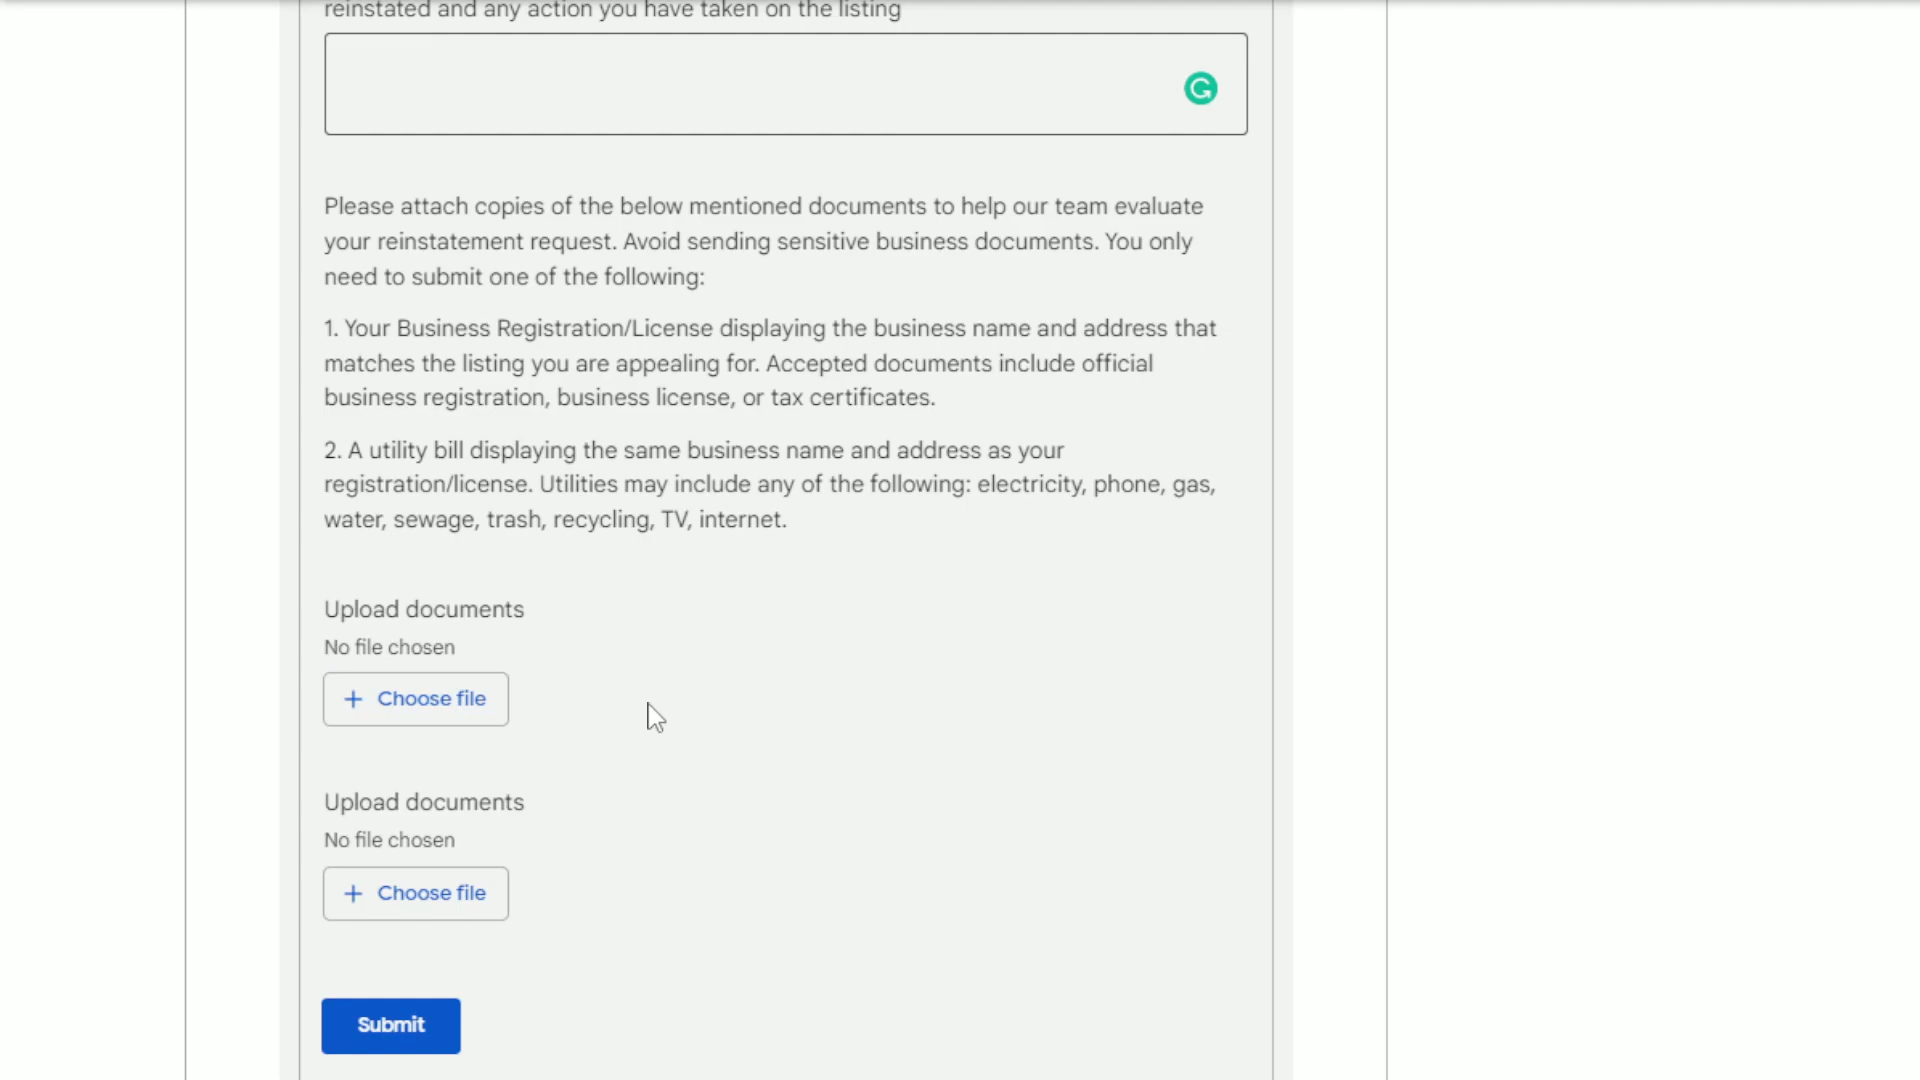 reinstated and any action you have taken on the listing
Please attach copies of the below mentioned documents to help our team evaluate
your reinstatement request. Avoid sending sensitive business documents. You only
need to submit one of the following:
1. Your Business Registration/License displaying the business name and address that
matches the listing you are appealing for. Accepted documents include official
business registration, business license, or tax certificates.
2. A utility bill displaying the same business name and address as your
registration/license. Utilities may include any of the following: electricity, phone, gas,
water, sewage, trash, recycling, TV, internet.
Upload documents
No file chosen
+ Choose file
Upload documents
No file chosen
+ Choose file
Submit